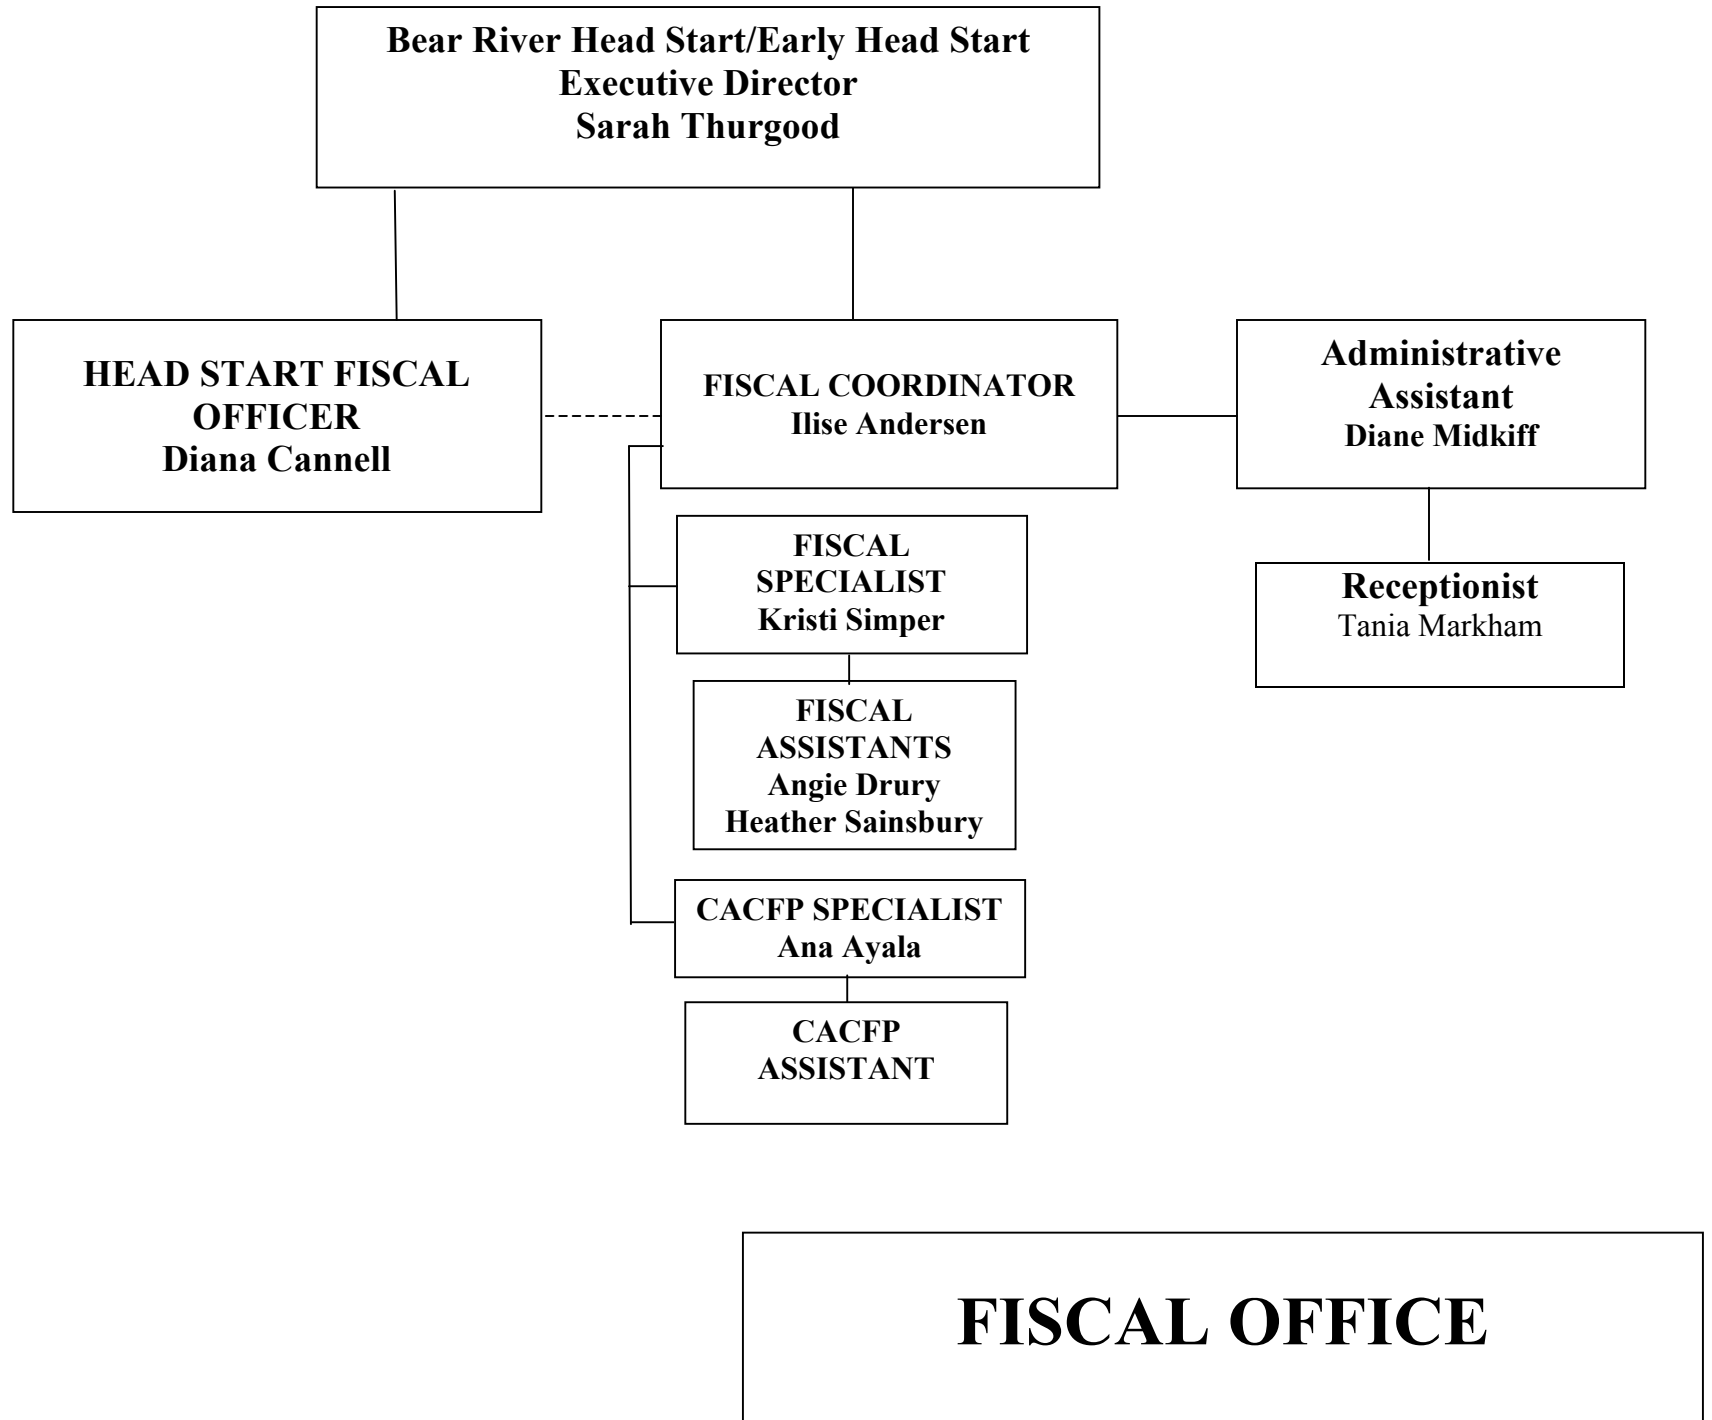 Bear River Head Start/Early Head Start
Executive Director
Sarah Thurgood
HEAD START FISCAL
OFFICER
Diana Cannell
FISCAL COORDINATOR
Ilise Andersen
Administrative
Assistant
Diane Midkiff
FISCAL
SPECIALIST
Kristi Simper
Receptionist
Tania Markham
FISCAL
ASSISTANTS
Angie Drury
Heather Sainsbury
CACFP SPECIALIST
Ana Ayala
CACFP
ASSISTANT
FISCAL OFFICE